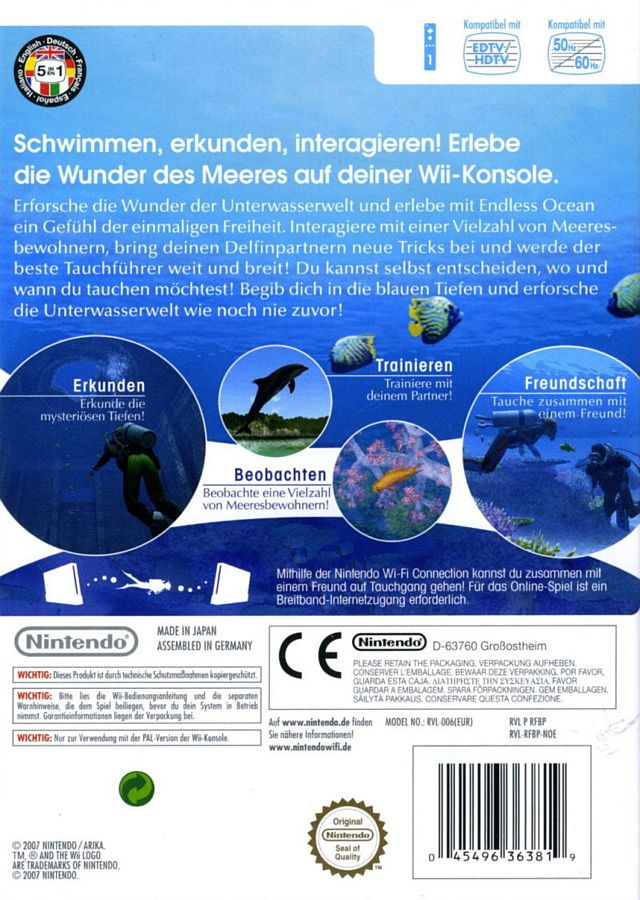 English · Deutsch · Français · Español · Italiano
5 IN EN 1
1
Kompatibel mit
EDTV/
HDTV
Kompatibel mit
50Hz
60Hz
Schwimmen, erkunden, interagieren! Erlebe
die Wunder des Meeres auf deiner Wii-Konsole.
Erforsche die Wunder der Unterwasserwelt und erlebe mit Endless Ocean
ein Gefühl der einmaligen Freiheit. Interagiere mit einer Vielzahl von Meeres-
bewohnern, bring deinen Delfinpartnern neue Tricks bei und werde der
beste Tauchführer weit und breit! Du kannst selbst entscheiden, wo und
wann du tauchen möchtest! Begib dich in die blauen Tiefen und erforsche
die Unterwasserwelt wie noch nie zuvor!
Erkunden
Erkunde die
mysteriösen Tiefen!
Trainieren
Trainiere mit
deinem Partner!
Freundschaft
Tauche zusammen mit
einem Freund!
Beobachten
Beobachte eine Vielzahl
von Meeresbewohnern!
Mithilfe der Nintendo Wi-Fi Connection kannst du zusammen mit
einem Freund auf Tauchgang gehen! Für das Online-Spiel ist ein
Breitband-Internetzugang erforderlich.
Nintendo®
MADE IN JAPAN
ASSEMBLED IN GERMANY
WICHTIG: Dieses Produkt ist durch technische Schutzmaßnahmen kopiergeschützt.
WICHTIG: Bitte lies die Wii-Bedienungsanleitung und die separaten
Warnhinweise, die dem Spiel beiliegen, bevor du dein System in Betrieb
nimmst. Garantieinformationen liegen der Verpackung bei.
WICHTIG: Nur zur Verwendung mit der PAL-Version der Wii-Konsole.
CE
Nintendo® D-63760 Großostheim
PLEASE RETAIN THE PACKAGING. VERPACKUNG AUFHEBEN.
CONSERVER L'EMBALLAGE. BEWAAR DEZE VERPAKKING. POR FAVOR,
GUARDAR ESTA CAJA. ΔΙΑΤΗΡΗΣΤΕ ΤΗΝ ΣΥΣΚΕΥΑΣΙΑ. FAVOR
GUARDAR A EMBALAGEM. SPARA FÖRPACKNINGEN. GEM EMBALLAGEN.
SÄILYTÄ PAKKAUS. CONSERVARE QUESTA CONFEZIONE.
Auf www.nintendo.de finden
Sie nähere Informationen!
www.nintendowifi.de
MODEL NO.: RVL-006(EUR)
RVL P RFBP
RVL-RFBP-NOE
Original
Nintendo
Seal of
Quality
TM
0 45496 36381 9
© 2007 NINTENDO/ARIKA.
TM, ® AND THE Wii LOGO
ARE TRADEMARKS OF NINTENDO.
© 2007 NINTENDO.